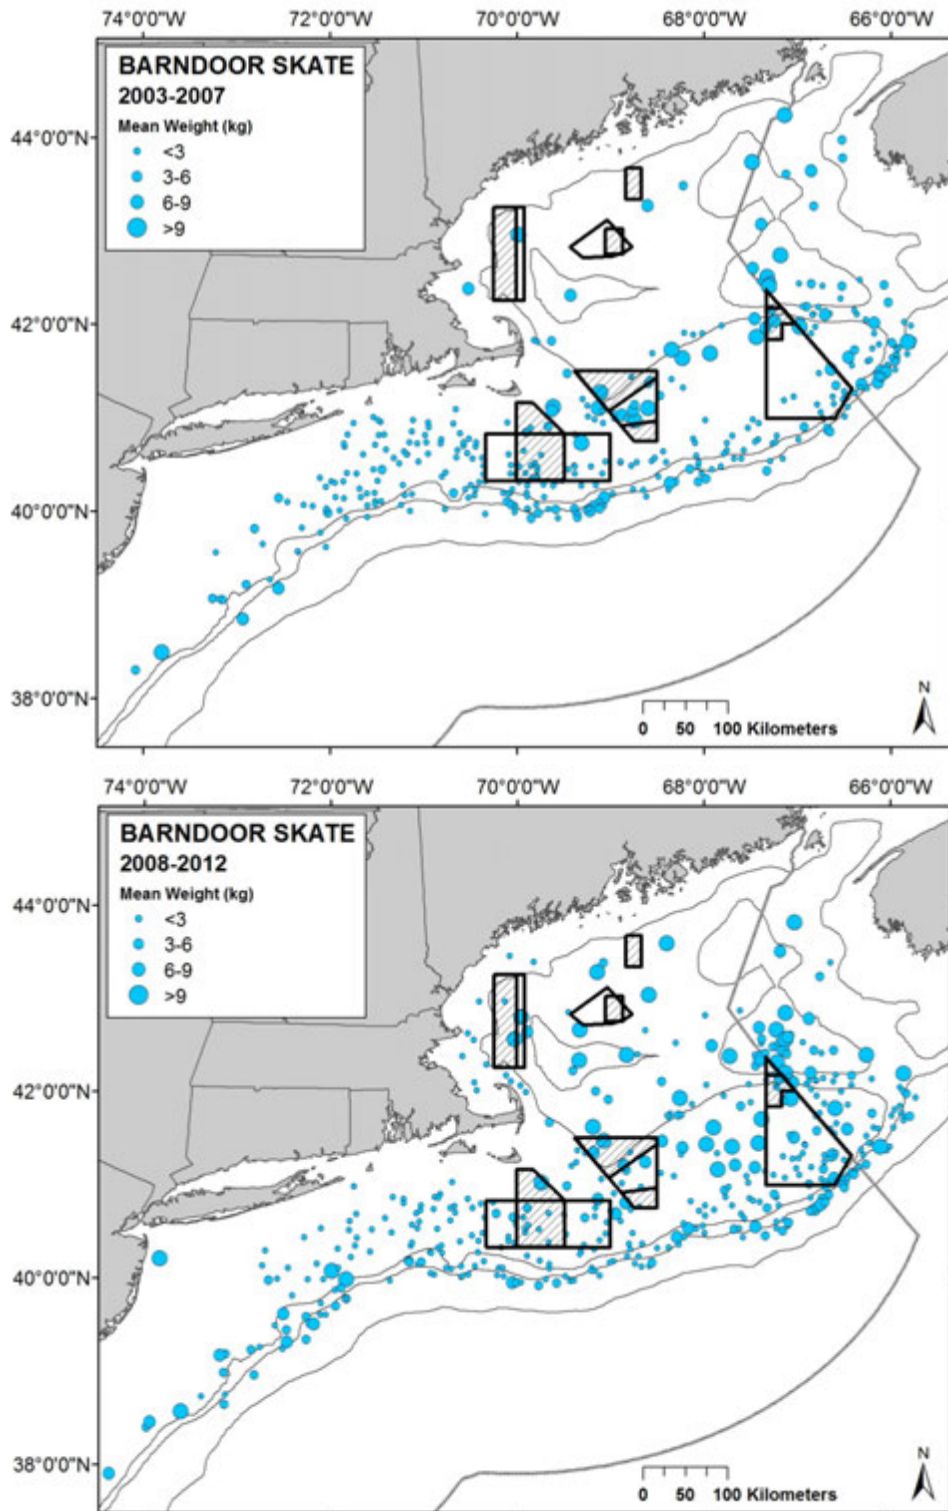 74°0'0"W 72°0'0"W 70°0'0"W 68°0'0"W 66°0'0"W
BARNDOOR SKATE
2003-2007
Mean Weight (kg)
<3
3-6
6-9
>9
44°0'0"N
42°0'0"N
40°0'0"N
38°0'0"N
N
0 50 100 Kilometers
74°0'0"W 72°0'0"W 70°0'0"W 68°0'0"W 66°0'0"W
BARNDOOR SKATE
2008-2012
Mean Weight (kg)
<3
3-6
6-9
>9
44°0'0"N
42°0'0"N
40°0'0"N
38°0'0"N
N
0 50 100 Kilometers